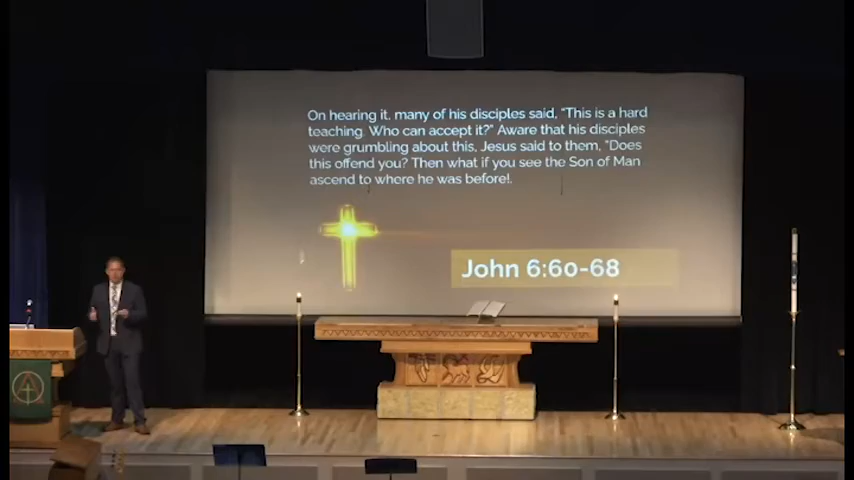 On hearing it, many of his disciples said, "This is a hard
teaching. Who can accept it?" Aware that his disciples
were grumbling about this, Jesus said to them, "Does
this offend you? Then what if you see the Son of Man
ascend to where he was before!.
John 6:60-68